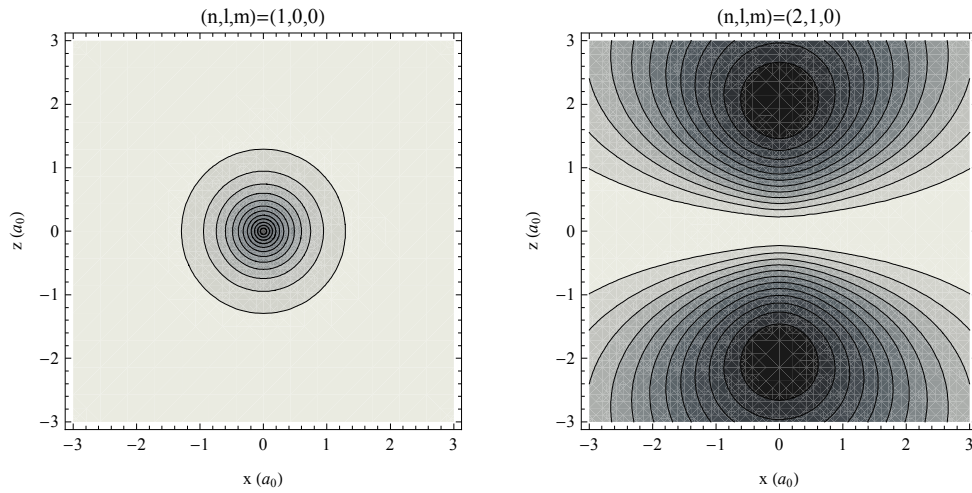 (n,l,m)=(1,0,0)
3
2
1
0
−1
−2
−3
z (a₀)
−3 −2 −1 0 1 2 3
x (a₀)
(n,l,m)=(2,1,0)
3
2
1
0
−1
−2
−3
z (a₀)
−3 −2 −1 0 1 2 3
x (a₀)